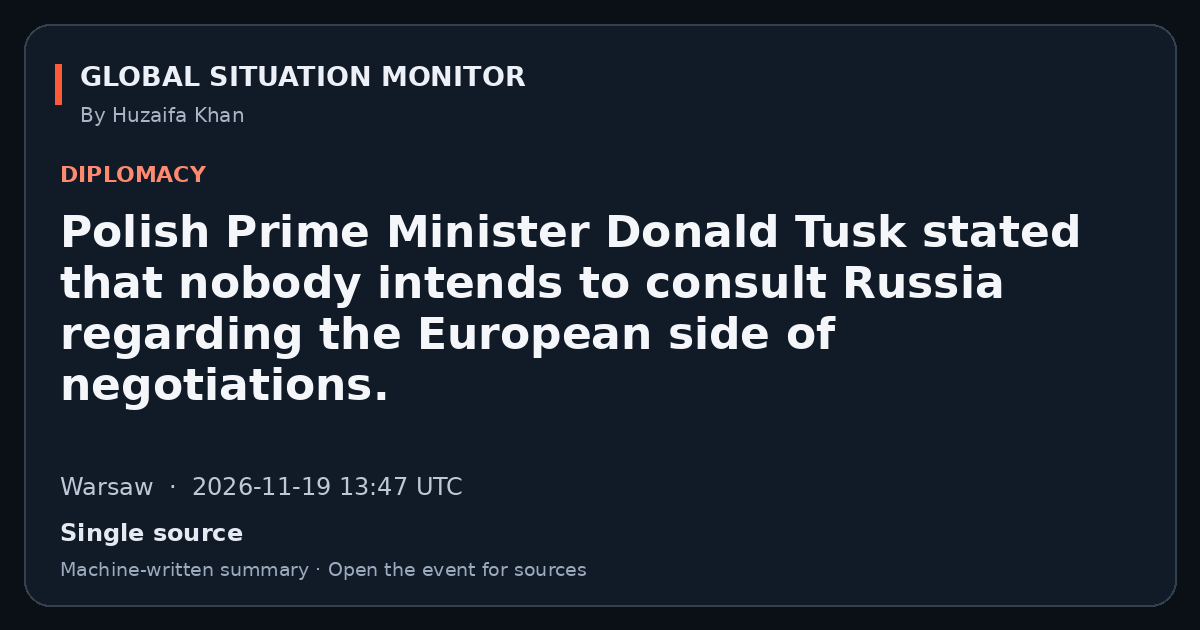 GLOBAL SITUATION MONITOR
By Huzaifa Khan
DIPLOMACY
Polish Prime Minister Donald Tusk stated
that nobody intends to consult Russia
regarding the European side of
negotiations.
Warsaw · 2026-11-19 13:47 UTC
Single source
Machine-written summary · Open the event for sources